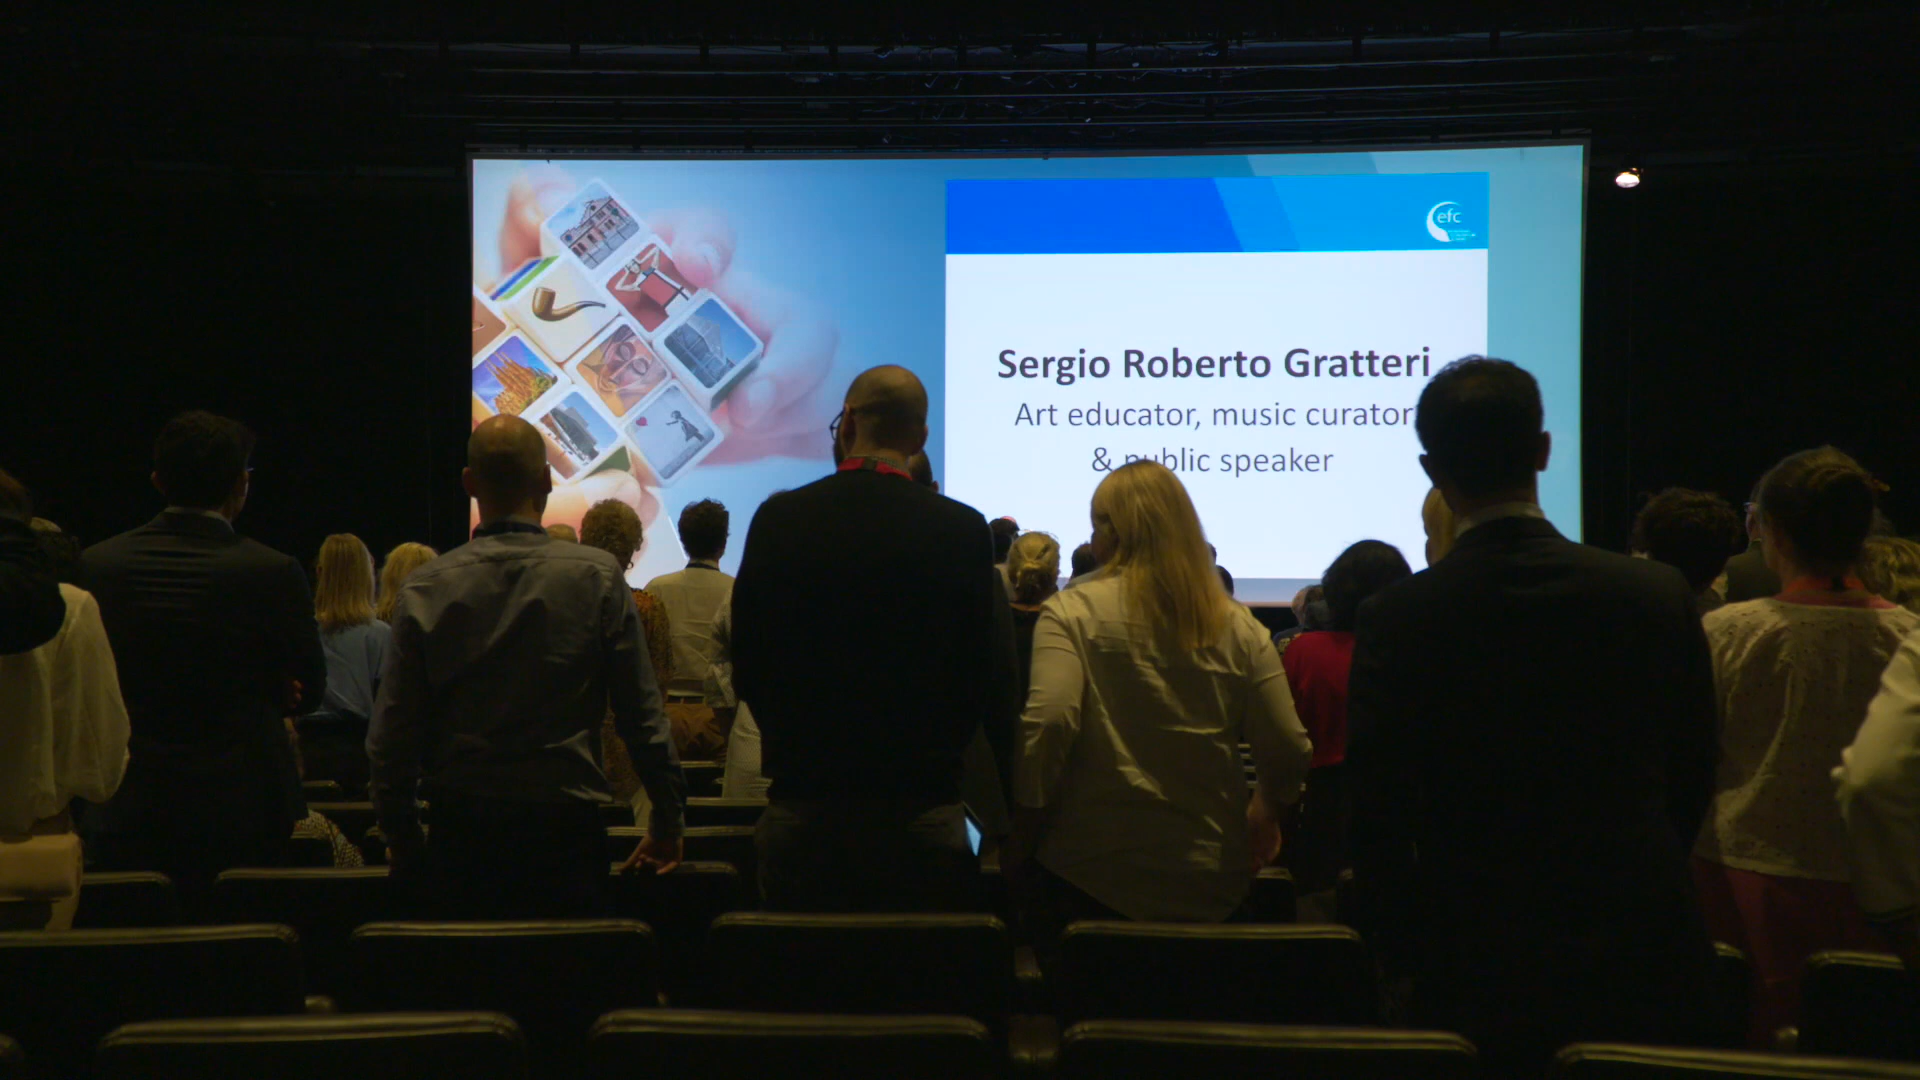 efc
Sergio Roberto Gratteri
Art educator, music curator
& public speaker